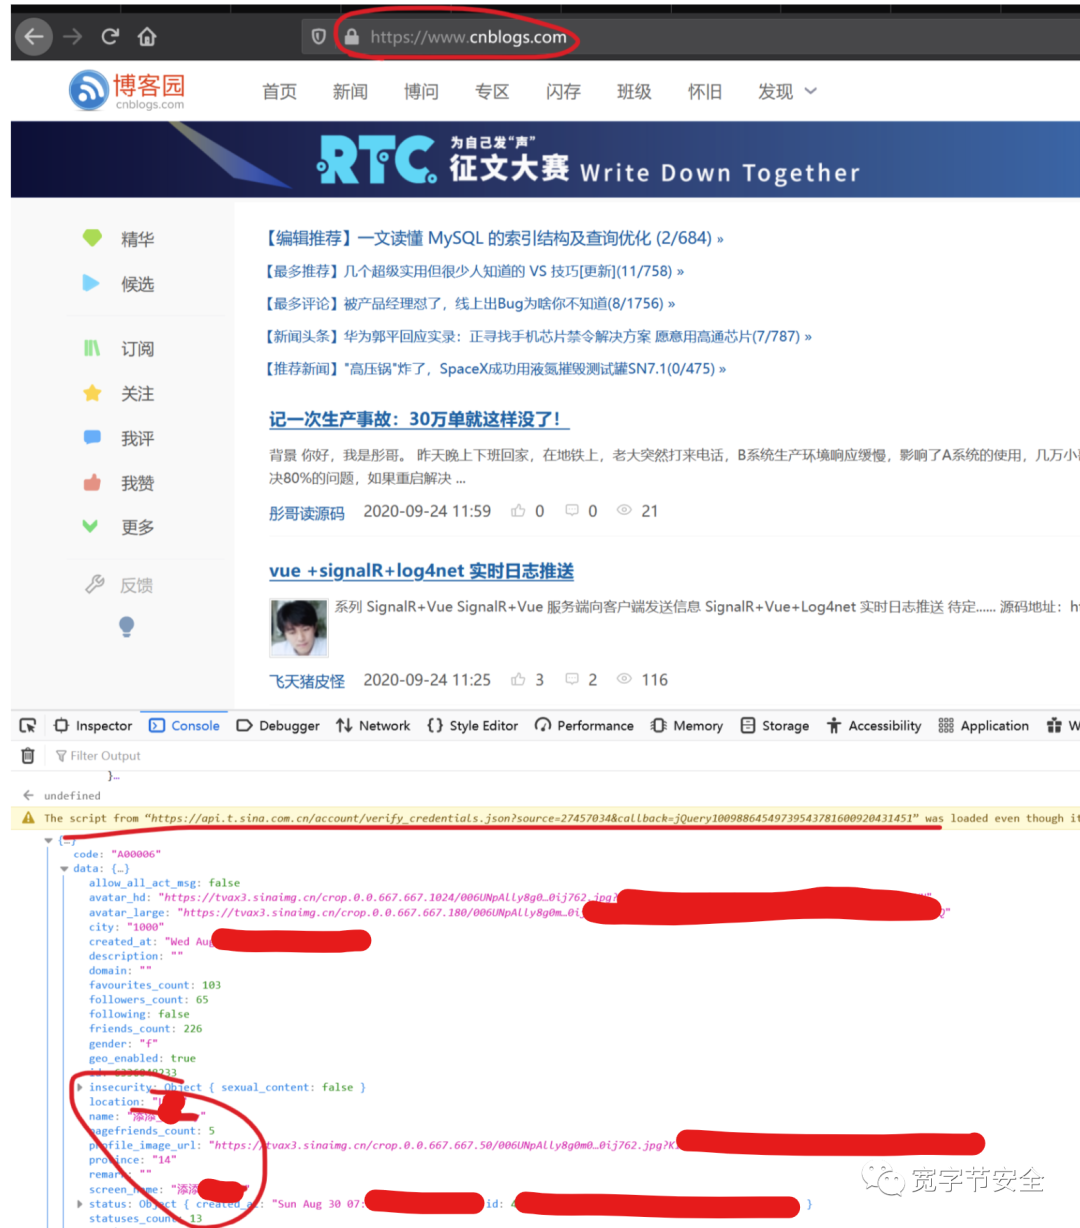 https://www.cnblogs.com
博客园
cnblogs.com
首页 新闻 博问 专区 闪存 班级 怀旧 发现
RTC 为自己发“声”
征文大赛 Write Down Together
精华
候选
订阅
关注
我评
我赞
更多
反馈
【编辑推荐】一文读懂 MySQL 的索引结构及查询优化 (2/684) »
【最多推荐】几个超级实用但很少人知道的 VS 技巧[更新](11/758) »
【最多评论】被产品经理怼了，线上出Bug为啥你不知道(8/1756) »
【新闻头条】华为郭平回应实录：正寻找手机芯片禁令解决方案 愿意用高通芯片(7/787) »
【推荐新闻】"高压锅"炸了，SpaceX成功用液氮摧毁测试罐SN7.1(0/475) »
记一次生产事故：30万单就这样没了！
背景 你好，我是彤哥。 昨天晚上下班回家，在地铁上，老大突然打来电话，B系统生产环境响应缓慢，影响了A系统的使用，几万小
决80%的问题，如果重启解决 ...
彤哥读源码 2020-09-24 11:59 0 0 21
vue +signalR+log4net 实时日志推送
系列 SignalR+Vue SignalR+Vue 服务端向客户端发送信息 SignalR+Vue+Log4net 实时日志推送 待定...... 源码地址：
飞天猪皮怪 2020-09-24 11:25 3 2 116
Inspector Console Debugger Network {} Style Editor Performance Memory Storage Accessibility Application W
Filter Output
}…
undefined
The script from “https://api.t.sina.com.cn/account/verify_credentials.json?source=27457034&callback=jQuery10098864549739543781600920431451” was loaded even though it
{…}
code: "A00006"
data: {…}
allow_all_act_msg: false
avatar_hd: "https://tvax3.sinaimg.cn/crop.0.0.667.667.1024/006UNpAlly8g0…0ij762.jpg?
avatar_large: "https://tvax3.sinaimg.cn/crop.0.0.667.667.180/006UNpAlly8g0m…0ij
city: "1000"
created_at: "Wed Aug
description: ""
domain: ""
favourites_count: 103
followers_count: 65
following: false
friends_count: 226
gender: "f"
geo_enabled: true
id:
insecurity: Object { sexual_content: false }
location:
name: "添添
pagefriends_count: 5
profile_image_url: "https://tvax3.sinaimg.cn/crop.0.0.667.667.50/006UNpAlly8g0m0…0ij762.jpg?K
province: "14"
remark: ""
screen_name: "添添
status: Object { created_at: "Sun Aug 30 07: id: 4 }
statuses_count: 13
宽字节安全